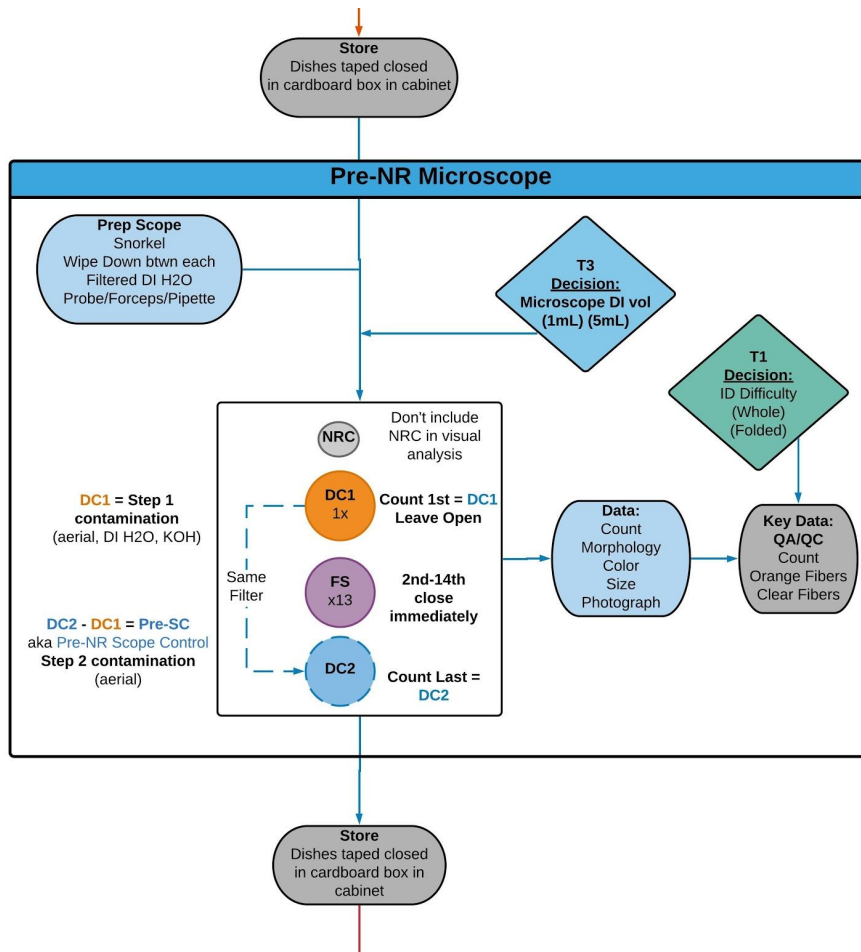 Store
Dishes taped closed
in cardboard box in cabinet
Pre-NR Microscope
Prep Scope
Snorkel
Wipe Down btwn each
Filtered DI H2O
Probe/Forceps/Pipette
T3
Decision:
Microscope DI vol
(1mL) (5mL)
T1
Decision:
ID Difficulty
(Whole)
(Folded)
NRC
Don't include
NRC in visual
analysis
DC1 = Step 1
contamination
(aerial, DI H2O, KOH)
DC1
1x
Count 1st = DC1
Leave Open
Same
Filter
FS
x13
2nd-14th
close
immediately
DC2 - DC1 = Pre-SC
aka Pre-NR Scope Control
Step 2 contamination
(aerial)
DC2
Count Last =
DC2
Data:
Count
Morphology
Color
Size
Photograph
Key Data:
QA/QC
Count
Orange Fibers
Clear Fibers
Store
Dishes taped closed
in cardboard box in
cabinet